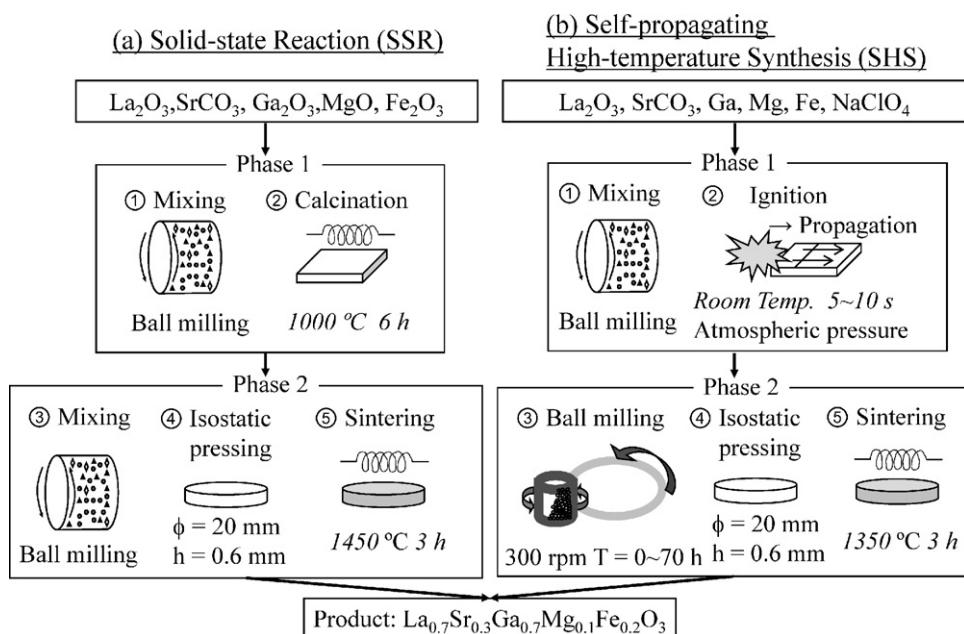 (a) Solid-state Reaction (SSR)
La₂O₃,SrCO₃, Ga₂O₃,MgO, Fe₂O₃
Phase 1
① Mixing
② Calcination
Ball milling
1000 ºC 6 h
Phase 2
③ Mixing
④ Isostatic
pressing
⑤ Sintering
Ball milling
ϕ = 20 mm
h = 0.6 mm
1450 ºC 3 h
(b) Self-propagating
High-temperature Synthesis (SHS)
La₂O₃, SrCO₃, Ga, Mg, Fe, NaClO₄
Phase 1
① Mixing
② Ignition
→ Propagation
Ball milling
Room Temp. 5~10 s
Atmospheric pressure
Phase 2
③ Ball milling
④ Isostatic
pressing
⑤ Sintering
300 rpm T = 0~70 h
ϕ = 20 mm
h = 0.6 mm
1350 ºC 3 h
Product: La₀.₇Sr₀.₃Ga₀.₇Mg₀.₁Fe₀.₂O₃